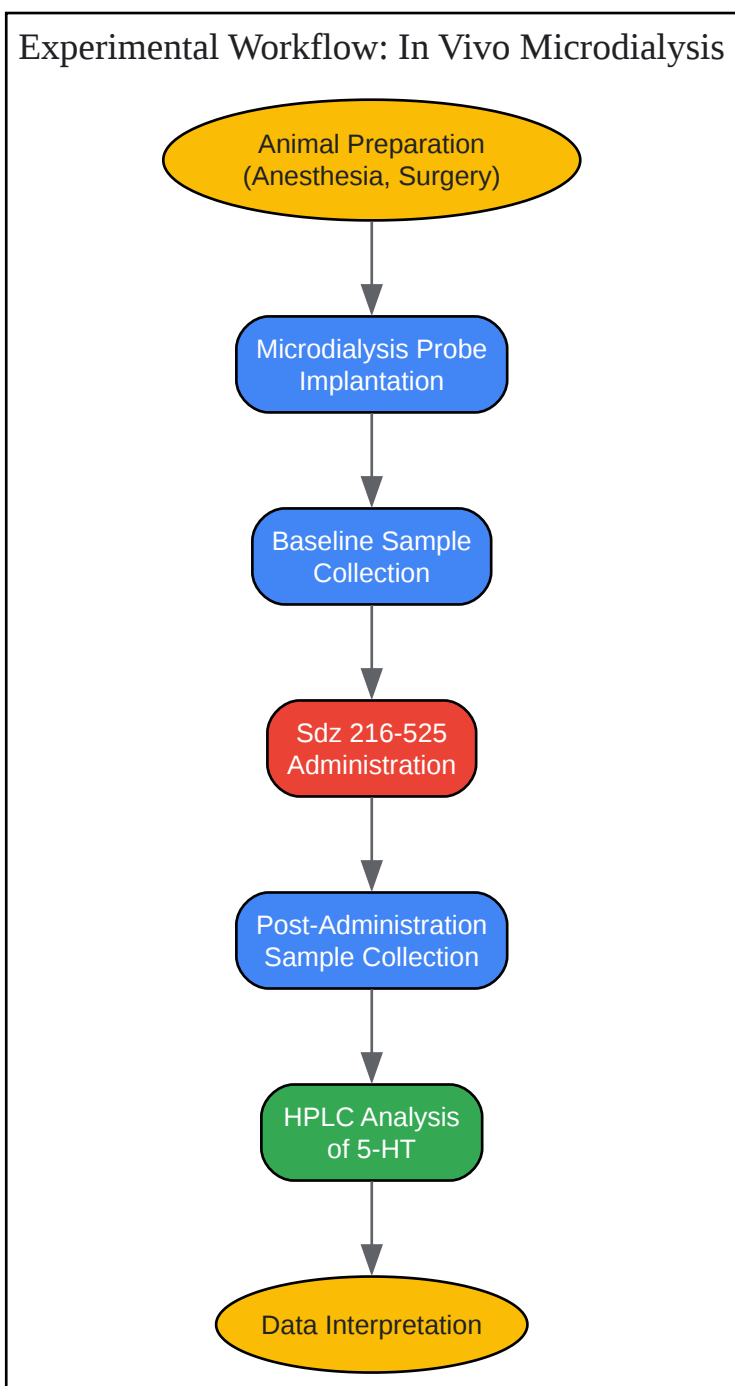 Experimental Workflow: In Vivo Microdialysis
Animal Preparation
(Anesthesia, Surgery)
Microdialysis Probe
Implantation
Baseline Sample
Collection
Sdz 216-525
Administration
Post-Administration
Sample Collection
HPLC Analysis
of 5-HT
Data Interpretation